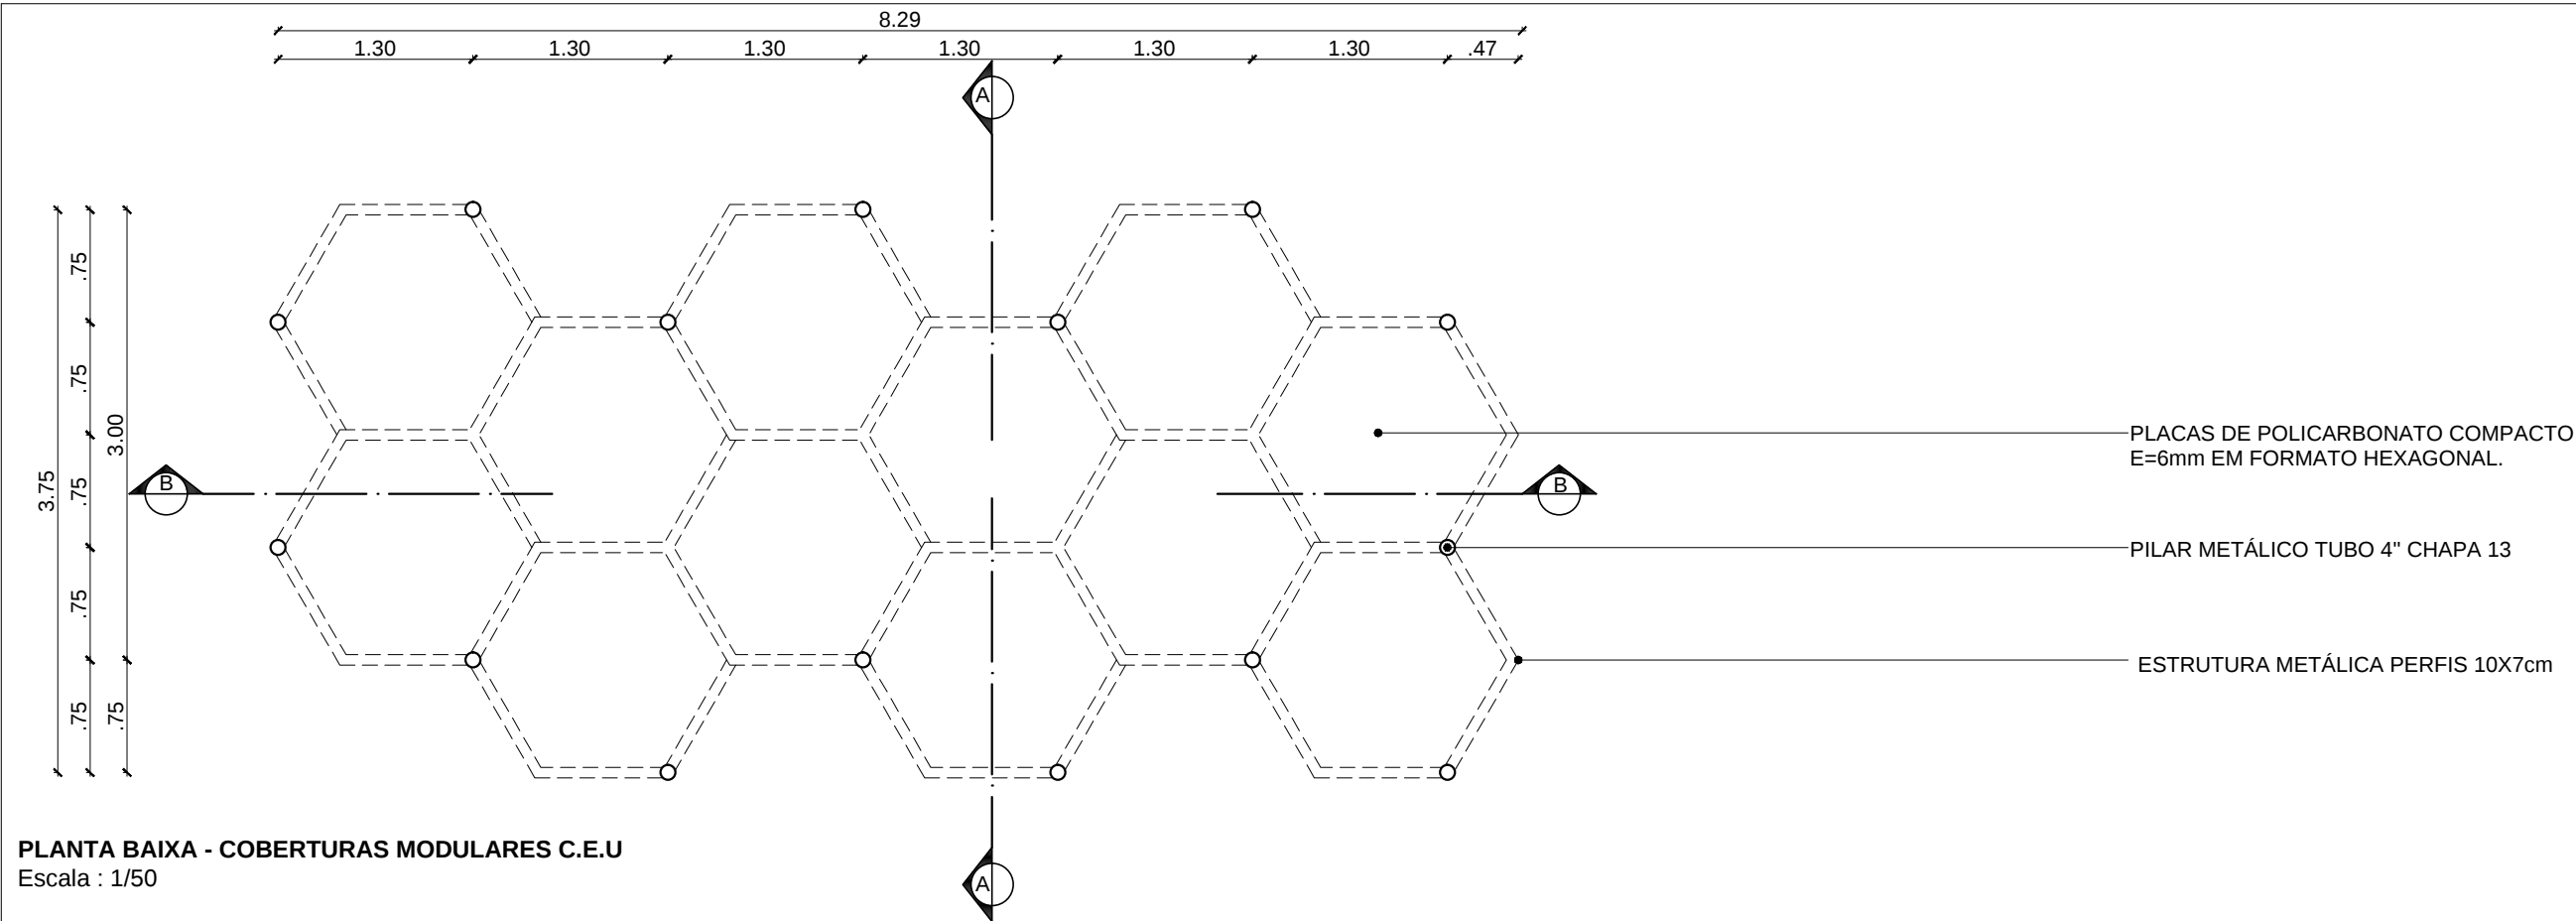 8.29
1.30 1.30 1.30 1.30 1.30 1.30 .47
A
.75
.75
3.00
3.75
.75
B
B
.75
.75
.75
PLACAS DE POLICARBONATO COMPACTO
E=6mm EM FORMATO HEXAGONAL.
PILAR METÁLICO TUBO 4" CHAPA 13
ESTRUTURA METÁLICA PERFIS 10X7cm
PLANTA BAIXA - COBERTURAS MODULARES C.E.U
Escala : 1/50
A